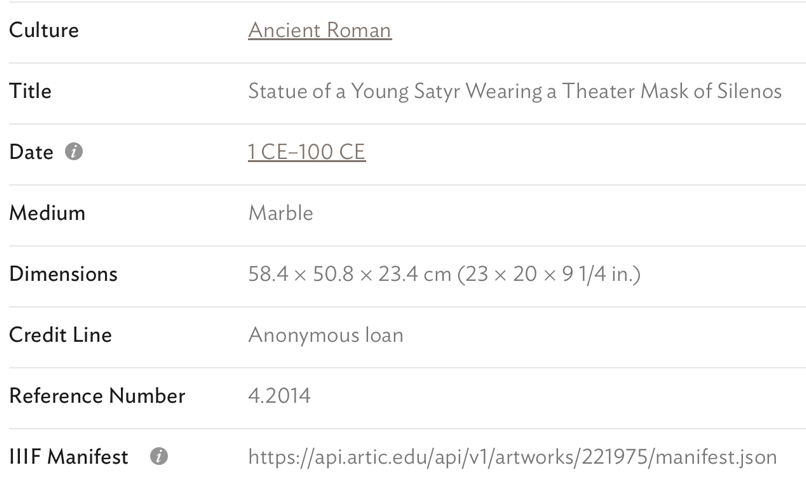 Culture Ancient Roman
Title Statue of a Young Satyr Wearing a Theater Mask of Silenos
Date i 1 CE–100 CE
Medium Marble
Dimensions 58.4 × 50.8 × 23.4 cm (23 × 20 × 9 1/4 in.)
Credit Line Anonymous loan
Reference Number 4.2014
IIIF Manifest i https://api.artic.edu/api/v1/artworks/221975/manifest.json